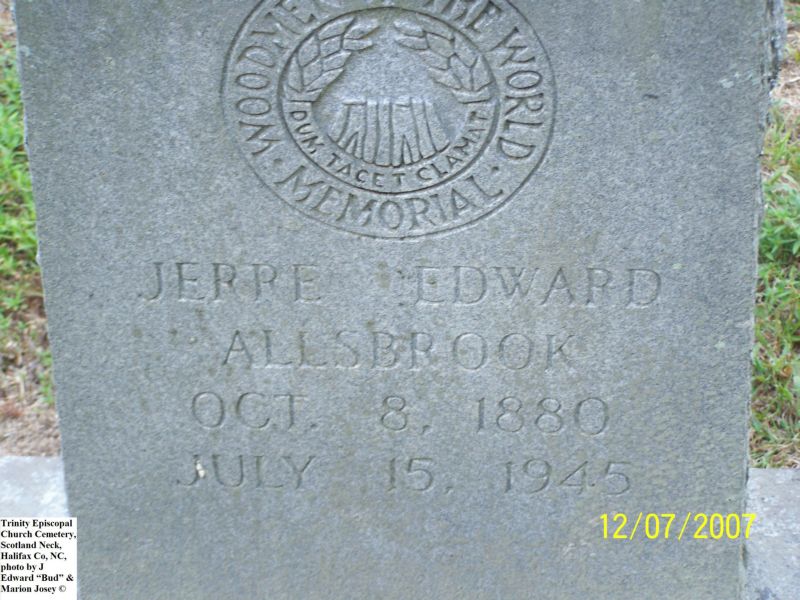 WOODMEN OF THE WORLD
DUM TACET CLAMAT
MEMORIAL
JERRE EDWARD
ALLSBROOK
OCT. 8, 1880
JULY 15, 1945
12/07/2007
Trinity Episcopal
Church Cemetery,
Scotland Neck,
Halifax Co, NC,
photo by J
Edward “Bud” &
Marion Josey ©